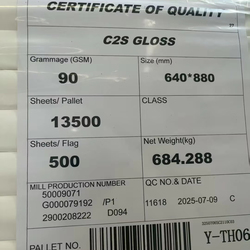 CERTIFICATE OF QUALITY
C2S GLOSS
Grammage (GSM) Size (mm)
90 640*880
Sheets/ Pallet CLASS
13500
Sheets/ Flag Net Weight(kg)
500 684.288
MILL PRODUCTION NUMBER QC NO.& DATE
50009071
G000079192 /P1 11618 2025-07-09 C
2900208222 D094
PALLET NO. Y-TH06